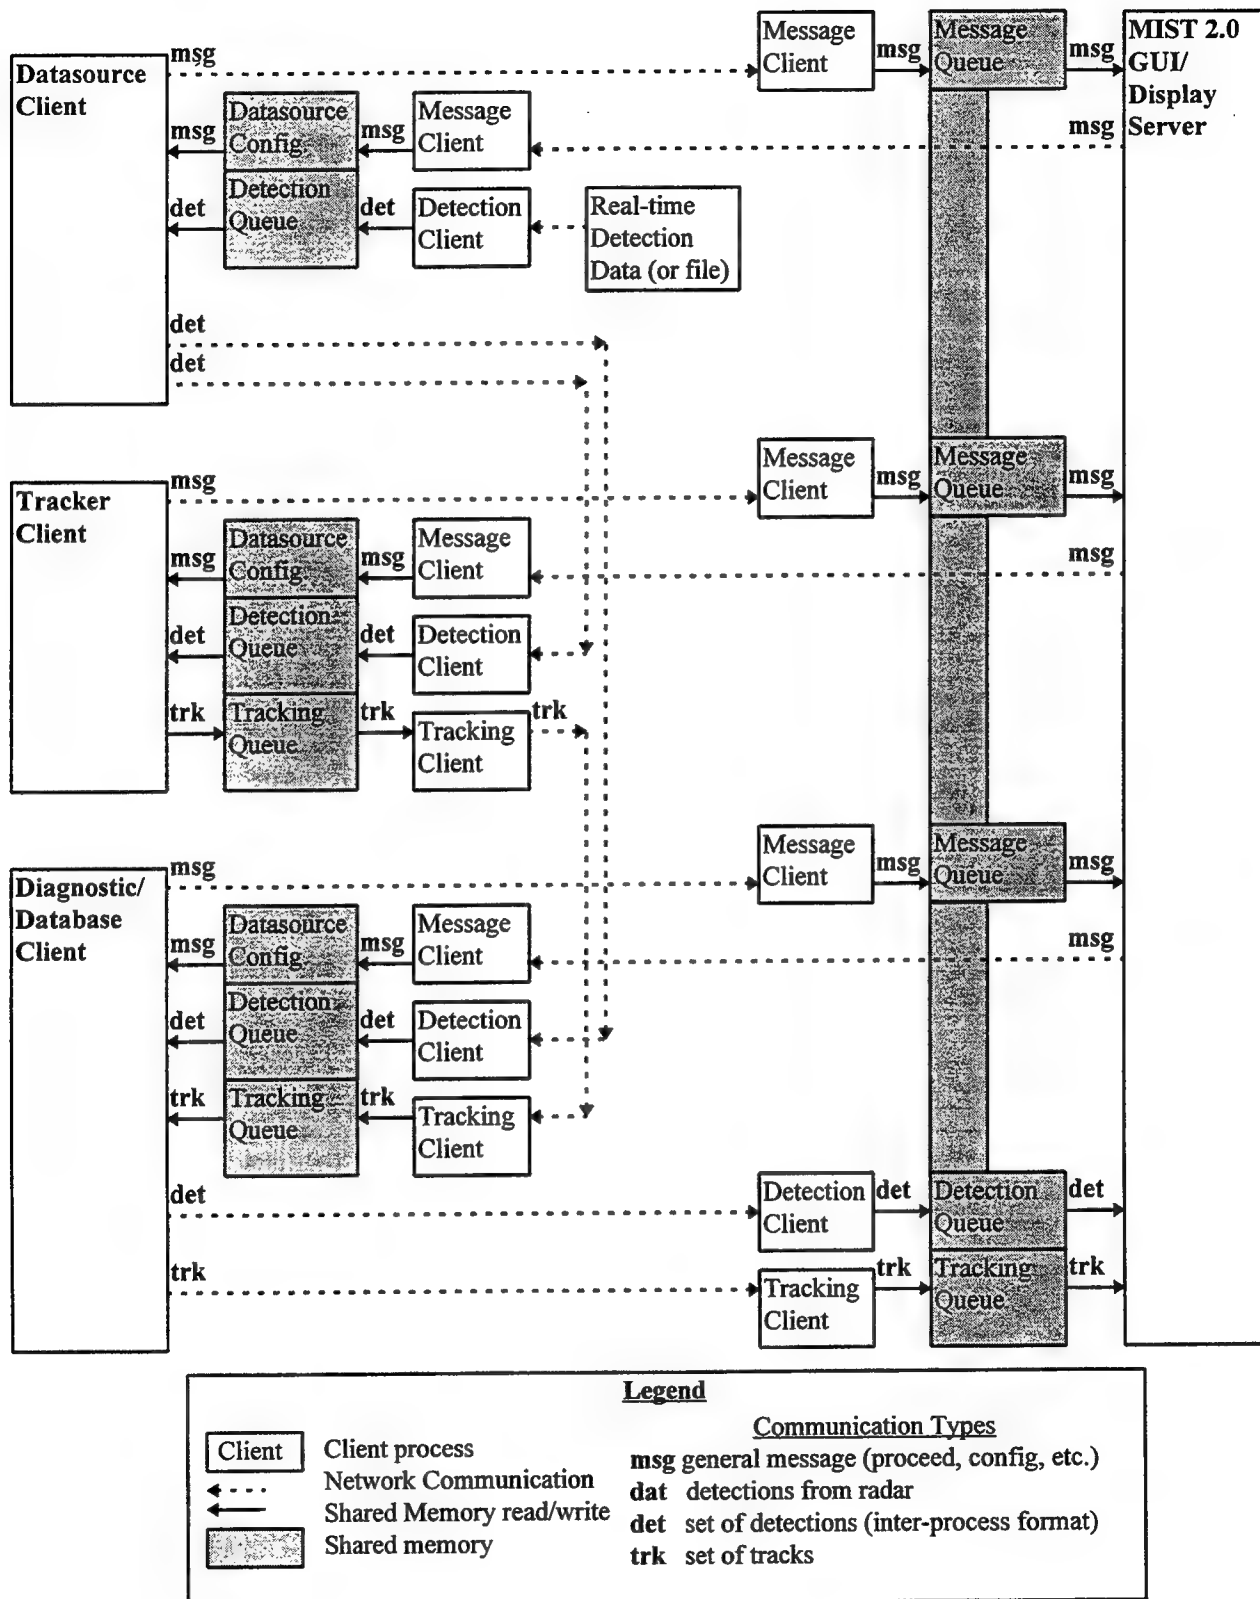 msg
Datasource
Client
Message
Client
msg
Message
Queue
msg
MIST 2.0
GUI/
Display
Server
msg
Datasource
Config.
msg
Message
Client
msg
det
Detection
Queue
det
Detection
Client
Real-time
Detection
Data (or file)
det
det
msg
Tracker
Client
Message
Client
msg
Message
Queue
msg
msg
Datasource
Config.
msg
Message
Client
msg
det
Detection
Queue
det
Detection
Client
trk
Tracking
Queue
trk
Tracking
Client
trk
msg
Diagnostic/
Database
Client
Message
Client
msg
Message
Queue
msg
msg
Datasource
Config.
msg
Message
Client
msg
det
Detection
Queue
det
Detection
Client
trk
Tracking
Queue
trk
Tracking
Client
det
Detection
Client
det
Detection
Queue
det
trk
Tracking
Client
trk
Tracking
Queue
trk
Legend
Client Client process
Network Communication
Shared Memory read/write
Shared memory
Communication Types
msg general message (proceed, config, etc.)
dat detections from radar
det set of detections (inter-process format)
trk set of tracks